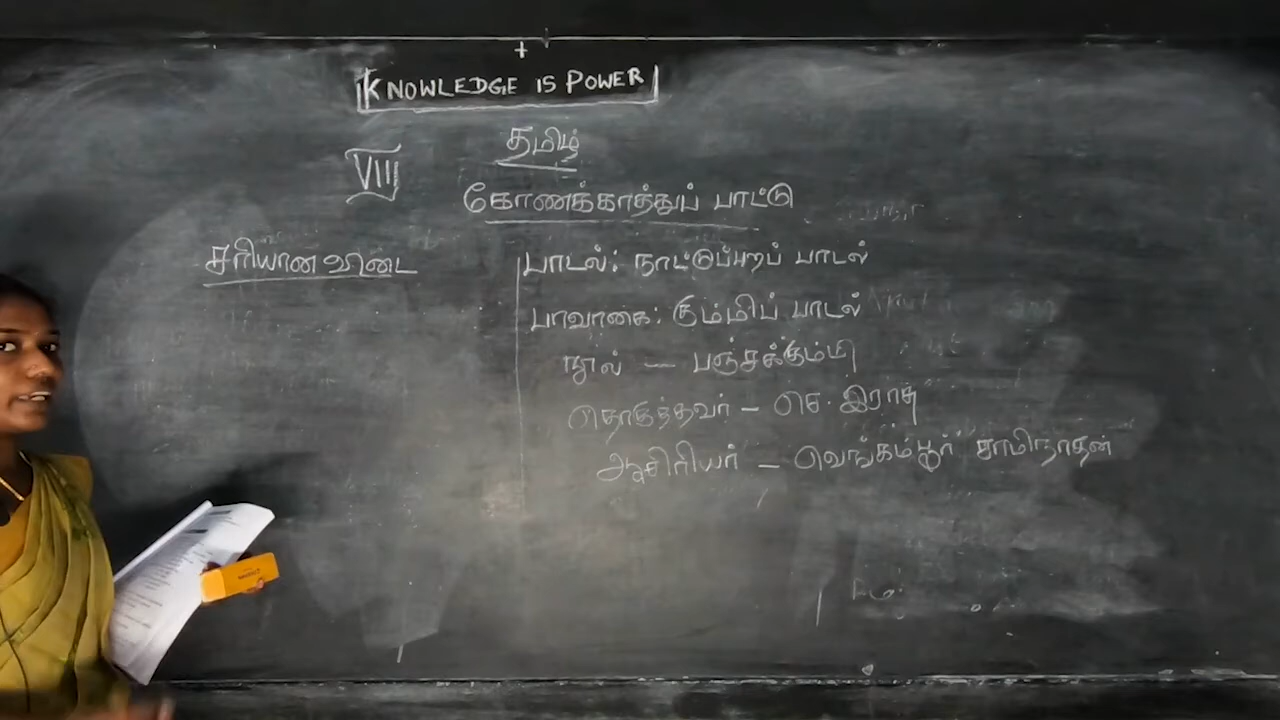 +
KNOWLEDGE IS POWER
தமிழ்
VIII
கோணக்காத்துப் பாட்டு
சரியான விடை
பாடல்: நாட்டுப்புறப் பாடல்
பாவகை: கும்மிப் பாடல்
நூல் — பஞ்சக்கும்மி
தொகுத்தவர் – செ. இராசு
ஆசிரியர் – வெங்கம்பூர் சாமிநாதன்